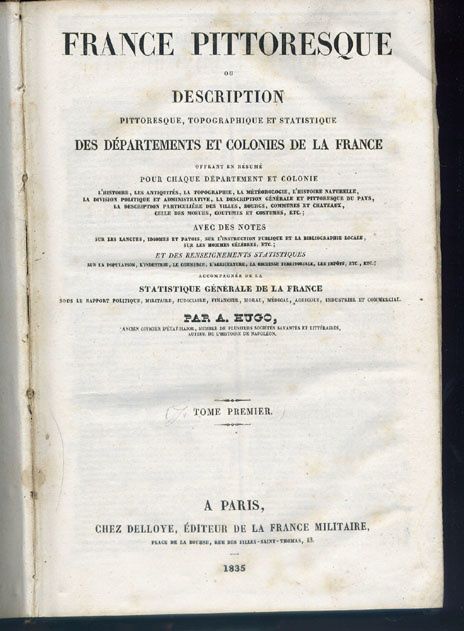 FRANCE PITTORESQUE
OU
DESCRIPTION
PITTORESQUE, TOPOGRAPHIQUE ET STATISTIQUE
DES DÉPARTEMENTS ET COLONIES DE LA FRANCE
OFFRANT EN RÉSUMÉ
POUR CHAQUE DÉPARTEMENT ET COLONIE
L'HISTOIRE, LES ANTIQUITÉS, LA TOPOGRAPHIE, LA MÉTÉOROLOGIE, L'HISTOIRE NATURELLE,
LA DIVISION POLITIQUE ET ADMINISTRATIVE, LA DESCRIPTION GÉNÉRALE ET PITTORESQUE DU PAYS,
LA DESCRIPTION PARTICULIÈRE DES VILLES, BOURGS, COMMUNES ET CHATEAUX,
CELLE DES MOEURS, COUTUMES ET COSTUMES, ETC.;
AVEC DES NOTES
SUR LES LANGUES, IDIOMES ET PATOIS, SUR L'INSTRUCTION PUBLIQUE ET LA BIBLIOGRAPHIE LOCALE,
SUR LES HOMMES CÉLÈBRES, ETC.;
ET DES RENSEIGNEMENTS STATISTIQUES
SUR LA POPULATION, L'INDUSTRIE, LE COMMERCE, L'AGRICULTURE, LA RICHESSE TERRITORIALE, LES IMPÔTS, ETC., ETC.;
ACCOMPAGNÉE DE LA
STATISTIQUE GÉNÉRALE DE LA FRANCE
SOUS LE RAPPORT POLITIQUE, MILITAIRE, JUDICIAIRE, FINANCIER, MORAL, MÉDICAL, AGRICOLE, INDUSTRIEL ET COMMERCIAL.
PAR A. HUGO,
ANCIEN OFFICIER D'ÉTAT-MAJOR, MEMBRE DE PLUSIEURS SOCIÉTÉS SAVANTES ET LITTÉRAIRES,
AUTEUR DE L'HISTOIRE DE NAPOLÉON.
TOME PREMIER.
A PARIS,
CHEZ DELLOYE, ÉDITEUR DE LA FRANCE MILITAIRE,
PLACE DE LA BOURSE, RUE DES FILLES-SAINT-THOMAS, 13.
1835